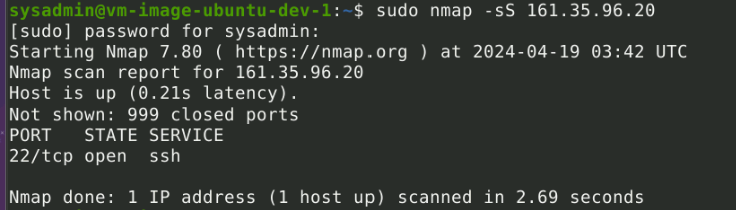 sysadmin@vm-image-ubuntu-dev-1:~$ sudo nmap -sS 161.35.96.20
[sudo] password for sysadmin:
Starting Nmap 7.80 ( https://nmap.org ) at 2024-04-19 03:42 UTC
Nmap scan report for 161.35.96.20
Host is up (0.21s latency).
Not shown: 999 closed ports
PORT   STATE SERVICE
22/tcp open  ssh
Nmap done: 1 IP address (1 host up) scanned in 2.69 seconds